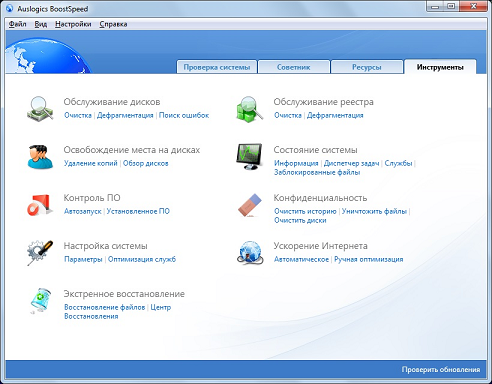 Auslogics BoostSpeed
Файл Вид Настройки Справка
Проверка системы Советник Ресурсы Инструменты
Обслуживание дисков
Очистка | Дефрагментация | Поиск ошибок
Обслуживание реестра
Очистка | Дефрагментация
Освобождение места на дисках
Удаление копий | Обзор дисков
Состояние системы
Информация | Диспетчер задач | Службы |
Заблокированные файлы
Контроль ПО
Автозапуск | Установленное ПО
Конфиденциальность
Очистить историю | Уничтожить файлы |
Очистить диски
Настройка системы
Параметры | Оптимизация служб
Ускорение Интернета
Автоматическое | Ручная оптимизация
Экстренное восстановление
Восстановление файлов | Центр
Восстановления
Проверить обновления